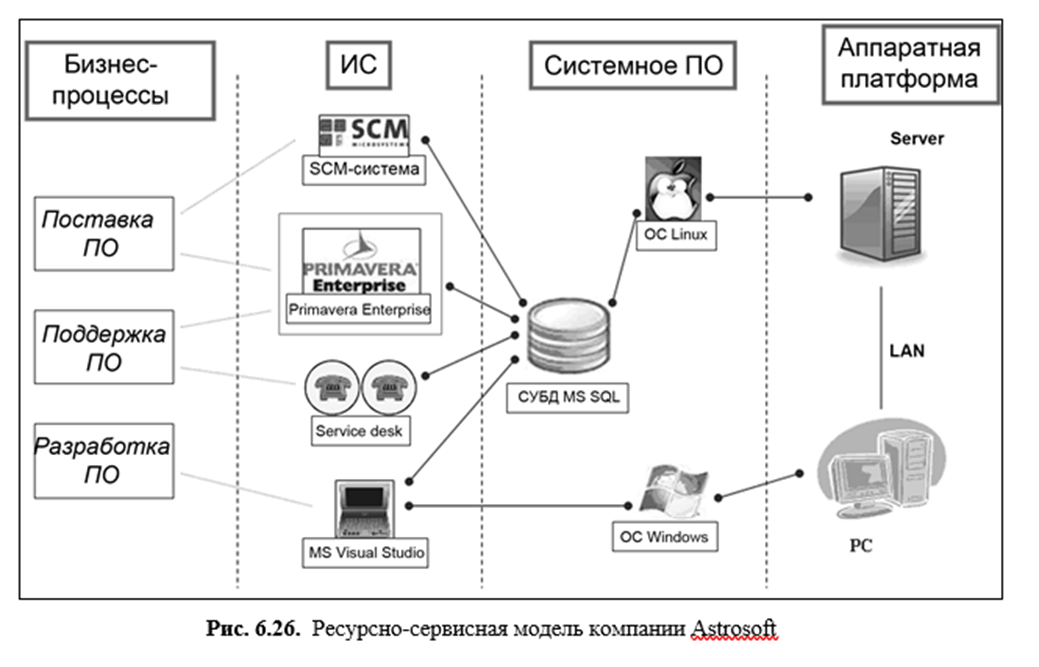 Бизнес-
процессы
ИС
Системное ПО
Аппаратная
платформа
SCM
MICROSYSTEMS
SCM-система
Server
Поставка
ПО
ОС Linux
PRIMAVERA
Enterprise
Primavera Enterprise
Поддержка
ПО
LAN
СУБД MS SQL
Service desk
Разработка
ПО
MS Visual Studio
ОС Windows
PC
Рис. 6.26. Ресурсно-сервисная модель компании Astrosoft